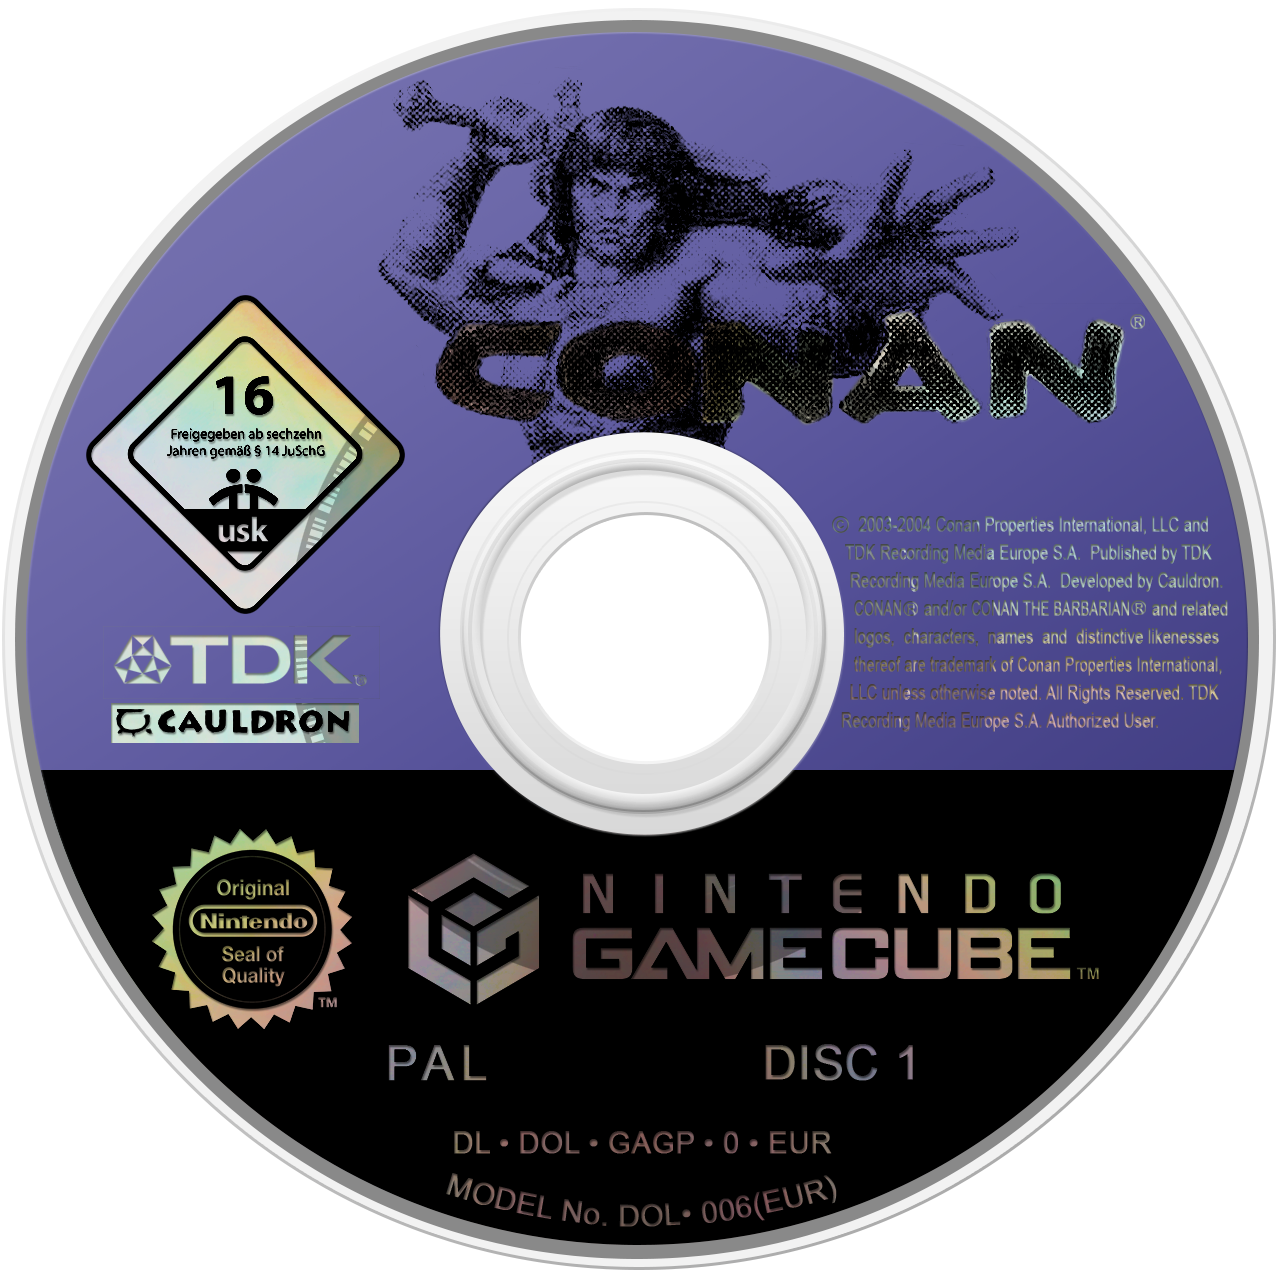 CONAN®
16
Freigegeben ab sechzehn
Jahren gemäß § 14 JuSchG
usk
© 2003-2004 Conan Properties International, LLC and
TDK Recording Media Europe S.A. Published by TDK
Recording Media Europe S.A. Developed by Cauldron.
CONAN® and/or CONAN THE BARBARIAN® and related
logos, characters, names and distinctive likenesses
thereof are trademark of Conan Properties International,
LLC unless otherwise noted. All Rights Reserved. TDK
Recording Media Europe S.A. Authorized User.
TDK
CAULDRON
Original
Nintendo
Seal of
Quality
TM
NINTENDO
GAMECUBE™
PAL DISC 1
DL • DOL • GAGP • 0 • EUR
MODEL No. DOL• 006(EUR)